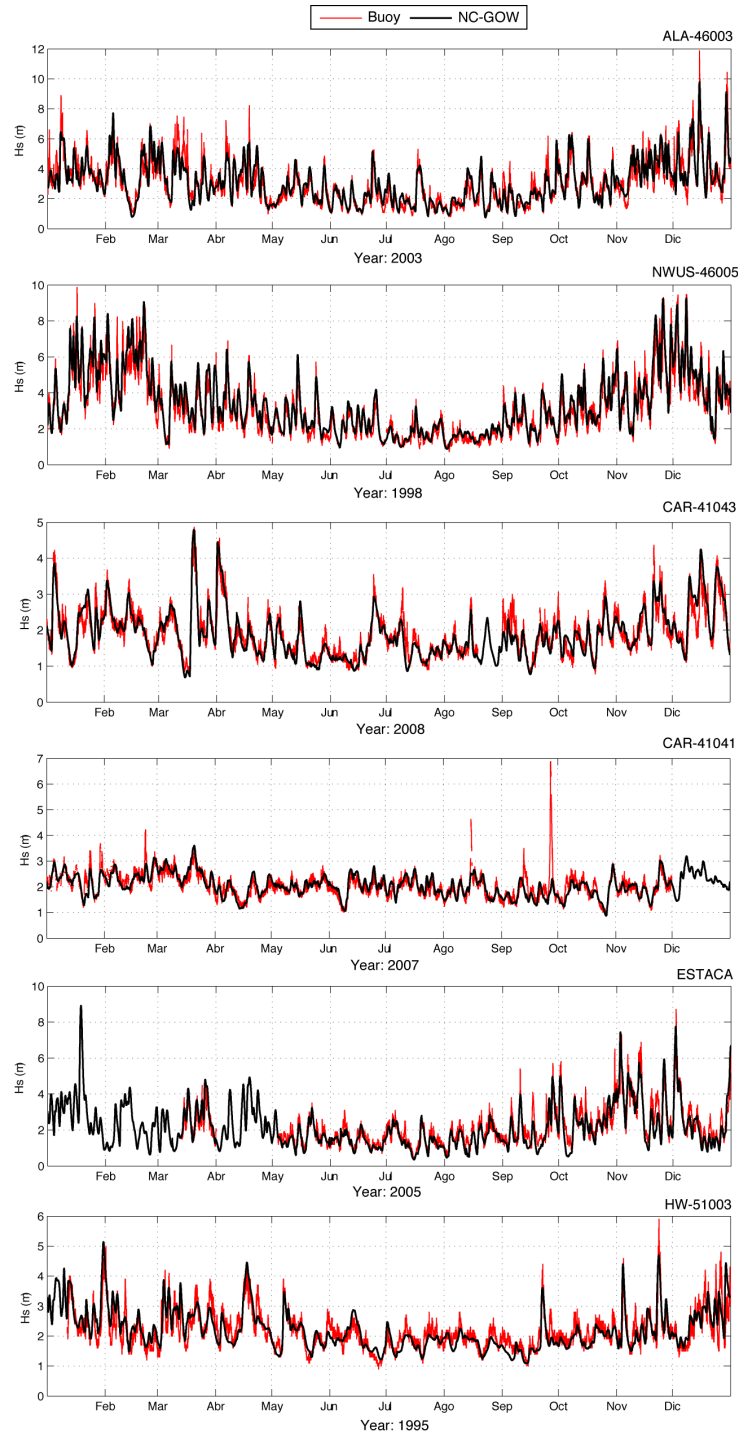 Buoy NC-GOW
ALA-46003
12
10
8
6
4
2
0
Hs (m)
Feb Mar Abr May Jun Jul Ago Sep Oct Nov Dic
Year: 2003
NWUS-46005
10
8
6
4
2
0
Hs (m)
Feb Mar Abr May Jun Jul Ago Sep Oct Nov Dic
Year: 1998
CAR-41043
5
4
3
2
1
0
Hs (m)
Feb Mar Abr May Jun Jul Ago Sep Oct Nov Dic
Year: 2008
CAR-41041
7
6
5
4
3
2
1
0
Hs (m)
Feb Mar Abr May Jun Jul Ago Sep Oct Nov Dic
Year: 2007
ESTACA
10
8
6
4
2
0
Hs (m)
Feb Mar Abr May Jun Jul Ago Sep Oct Nov Dic
Year: 2005
HW-51003
6
5
4
3
2
1
0
Hs (m)
Feb Mar Abr May Jun Jul Ago Sep Oct Nov Dic
Year: 1995